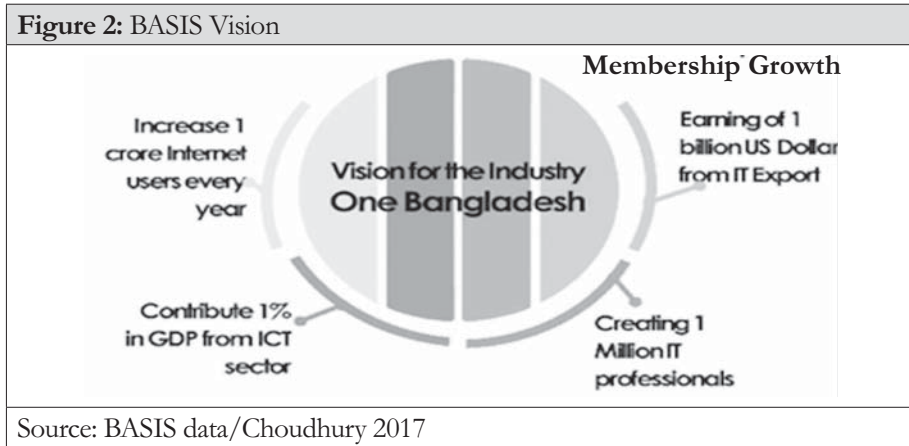 Figure 2: BASIS Vision
Membership Growth
Increase 1
crore Internet
users every
year
Vision for the Industry
One Bangladesh
Earning of 1
billion US Dollar
from IT Export
Contribute 1%
in GDP from ICT
sector
Creating 1
Million IT
professionals
Source: BASIS data/Choudhury 2017